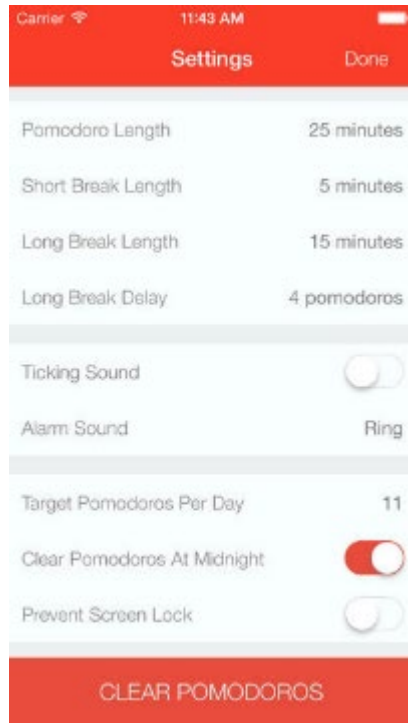 Carrier 11:43 AM
Settings Done
Pomodoro Length 25 minutes
Short Break Length 5 minutes
Long Break Length 15 minutes
Long Break Delay 4 pomodoros
Ticking Sound
Alarm Sound Ring
Target Pomodoros Per Day 11
Clear Pomodoros At Midnight
Prevent Screen Lock
CLEAR POMODOROS